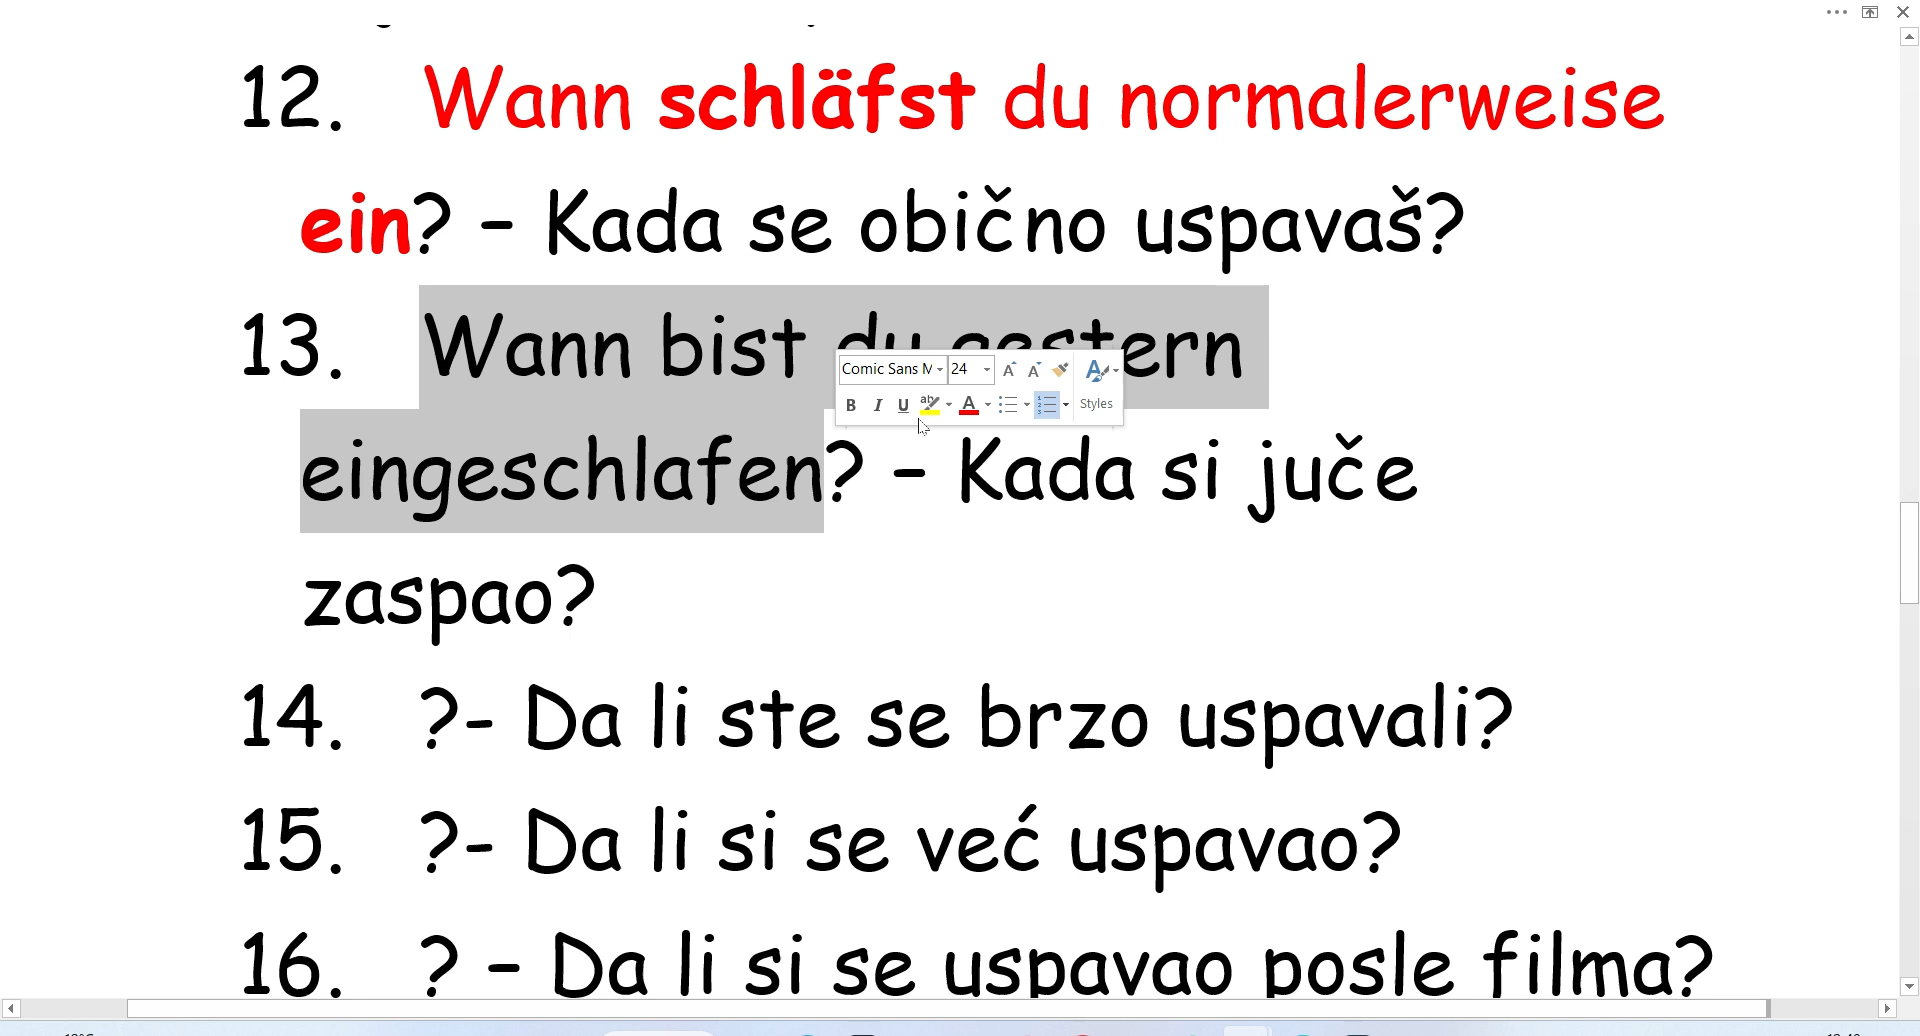 12. Wann schläfst du normalerweise
ein? – Kada se obično uspavaš?
13. Wann bist du gestern
Comic Sans M 24
B I U Styles
eingeschlafen? – Kada si juče
zaspao?
14. ?- Da li ste se brzo uspavali?
15. ?- Da li si se već uspavao?
16. ? – Da li si se uspavao posle filma?